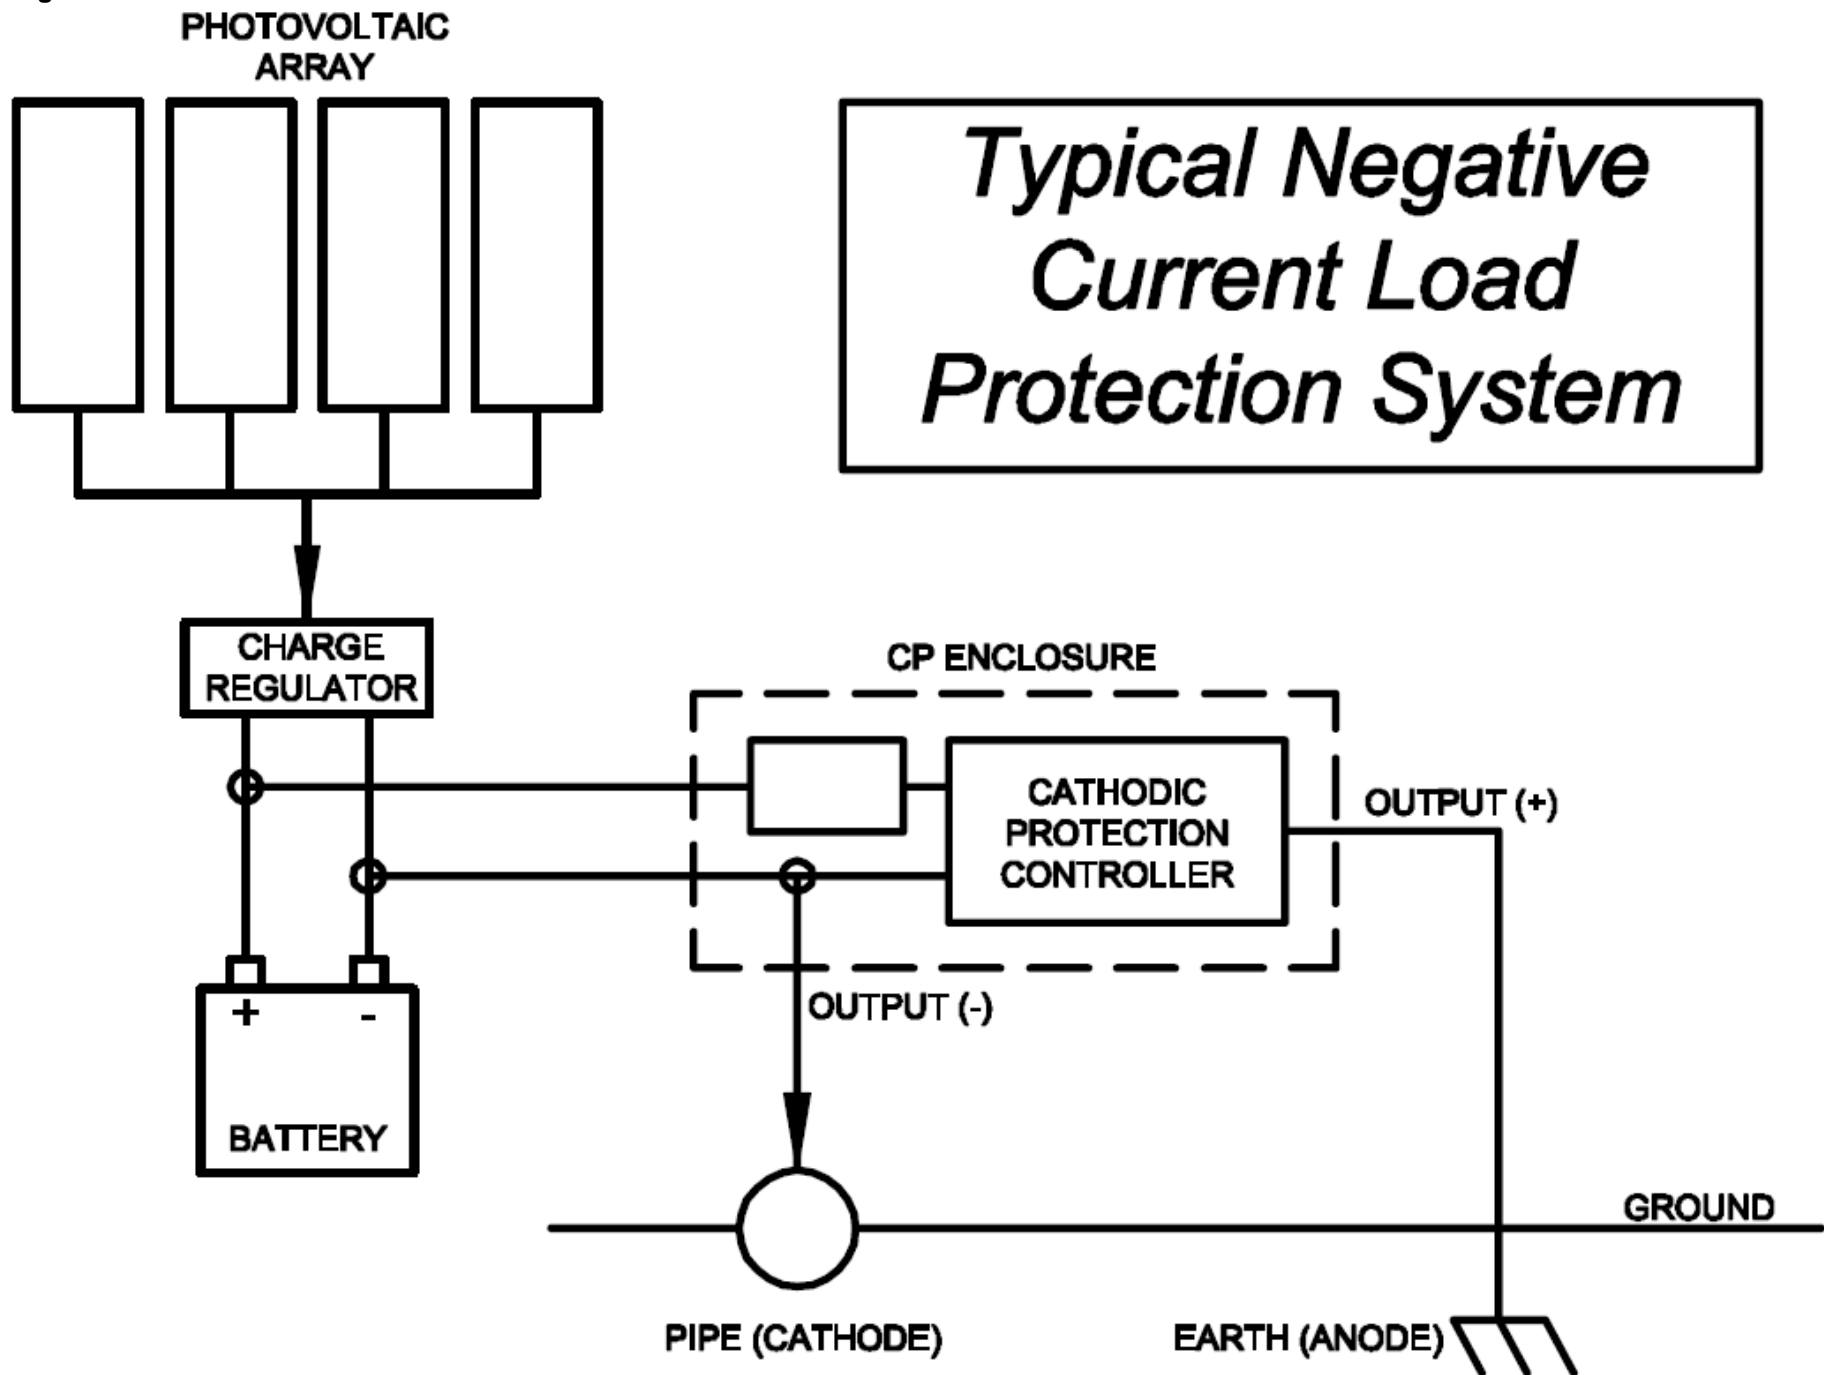 PHOTOVOLTAIC
ARRAY
Typical Negative
Current Load
Protection System
CHARGE
REGULATOR
CP ENCLOSURE
CATHODIC
PROTECTION
CONTROLLER
OUTPUT (+)
OUTPUT (-)
+ -
BATTERY
GROUND
PIPE (CATHODE)
EARTH (ANODE)